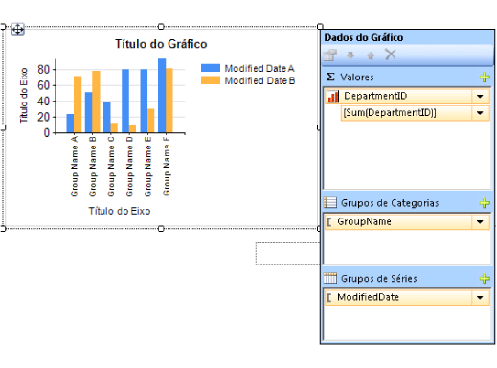 Título do Gráfico
Título do Eixo
80
60
40
20
0
Group Name A
Group Name B
Group Name C
Group Name D
Group Name E
Group Name F
Título do Eixo
Modified Date A
Modified Date B
Dados do Gráfico
Σ Valores
DepartmentID
[Sum(DepartmentID)]
Grupos de Categorias
GroupName
Grupos de Séries
ModifiedDate